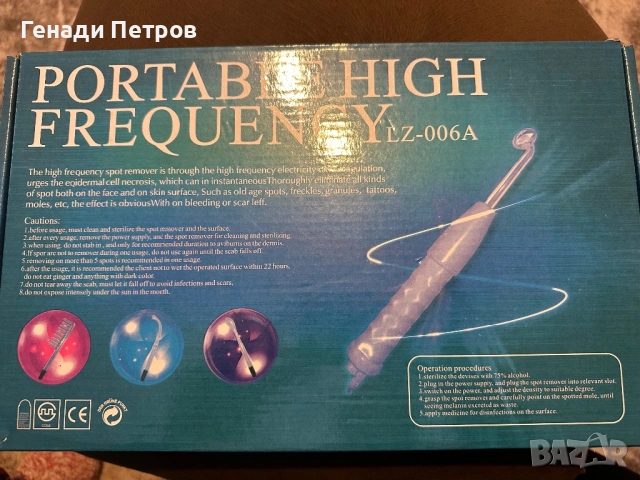 Генади Петров
PORTABLE HIGH
FREQUENCY LZ-006A
The high frequency spot remover is through the high frequency electricity coagulation,
urges the eqidermal cell necrosis, which can in instantaneousThoroughly eliminate all kinds
of spot both on the face and on skin surface, Such as old age spots, freckles, granules, tattoos,
moles, etc, the effect is obviousWith on bleeding or scar left.
Cautions:
1.before usage, must clean and sterilize the spot remover and the surface.
2.after every usage, remove the power supply, and the spot remover for cleaning and sterilising.
3.when using, do not stab in, and only for recommended duration to aviburns on the dermis.
4.If spor are not to remover during one usage, do not use again until the scab falls off.
5.removing on more than 5 spots is recommended in one usage.
6.after the usage, it is recommended the client not to wet the operated surface within 22 hours,
do not eat ginger and anything with dark color.
7.do not tear away the scab, must let it fall off to avoid infections and scars.
8.do not expose intensely under the sun in the month.
Operation procedures
1.sterilize the devises with 75% alcohol.
2.plug in the power supply, and plug the spot remover into relevant slot.
3.switch on the power, and adjust the density to suitable degree.
4.grasp the spot remover and carefully point on the spotted mole, until
seeing melanin excreted as waste.
5.apply medicine for disinfections on the surface.
CE
BAZAR